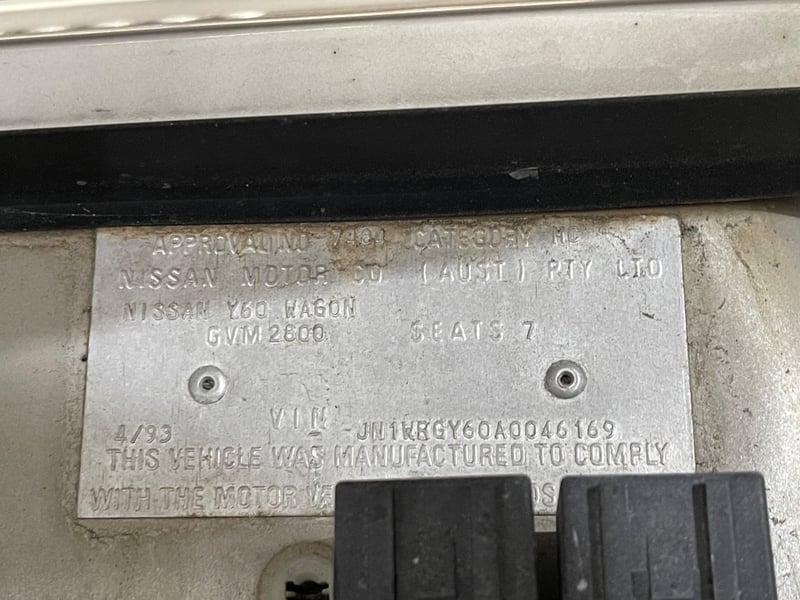 APPROVAL NO 7404 CATEGORY MC
NISSAN MOTOR CO (AUST) PTY LTD
NISSAN Y60 WAGON
GVM 2800 SEATS 7
VIN
4/93 JN1WRGY60A0046169
THIS VEHICLE WAS MANUFACTURED TO COMPLY
WITH THE MOTOR